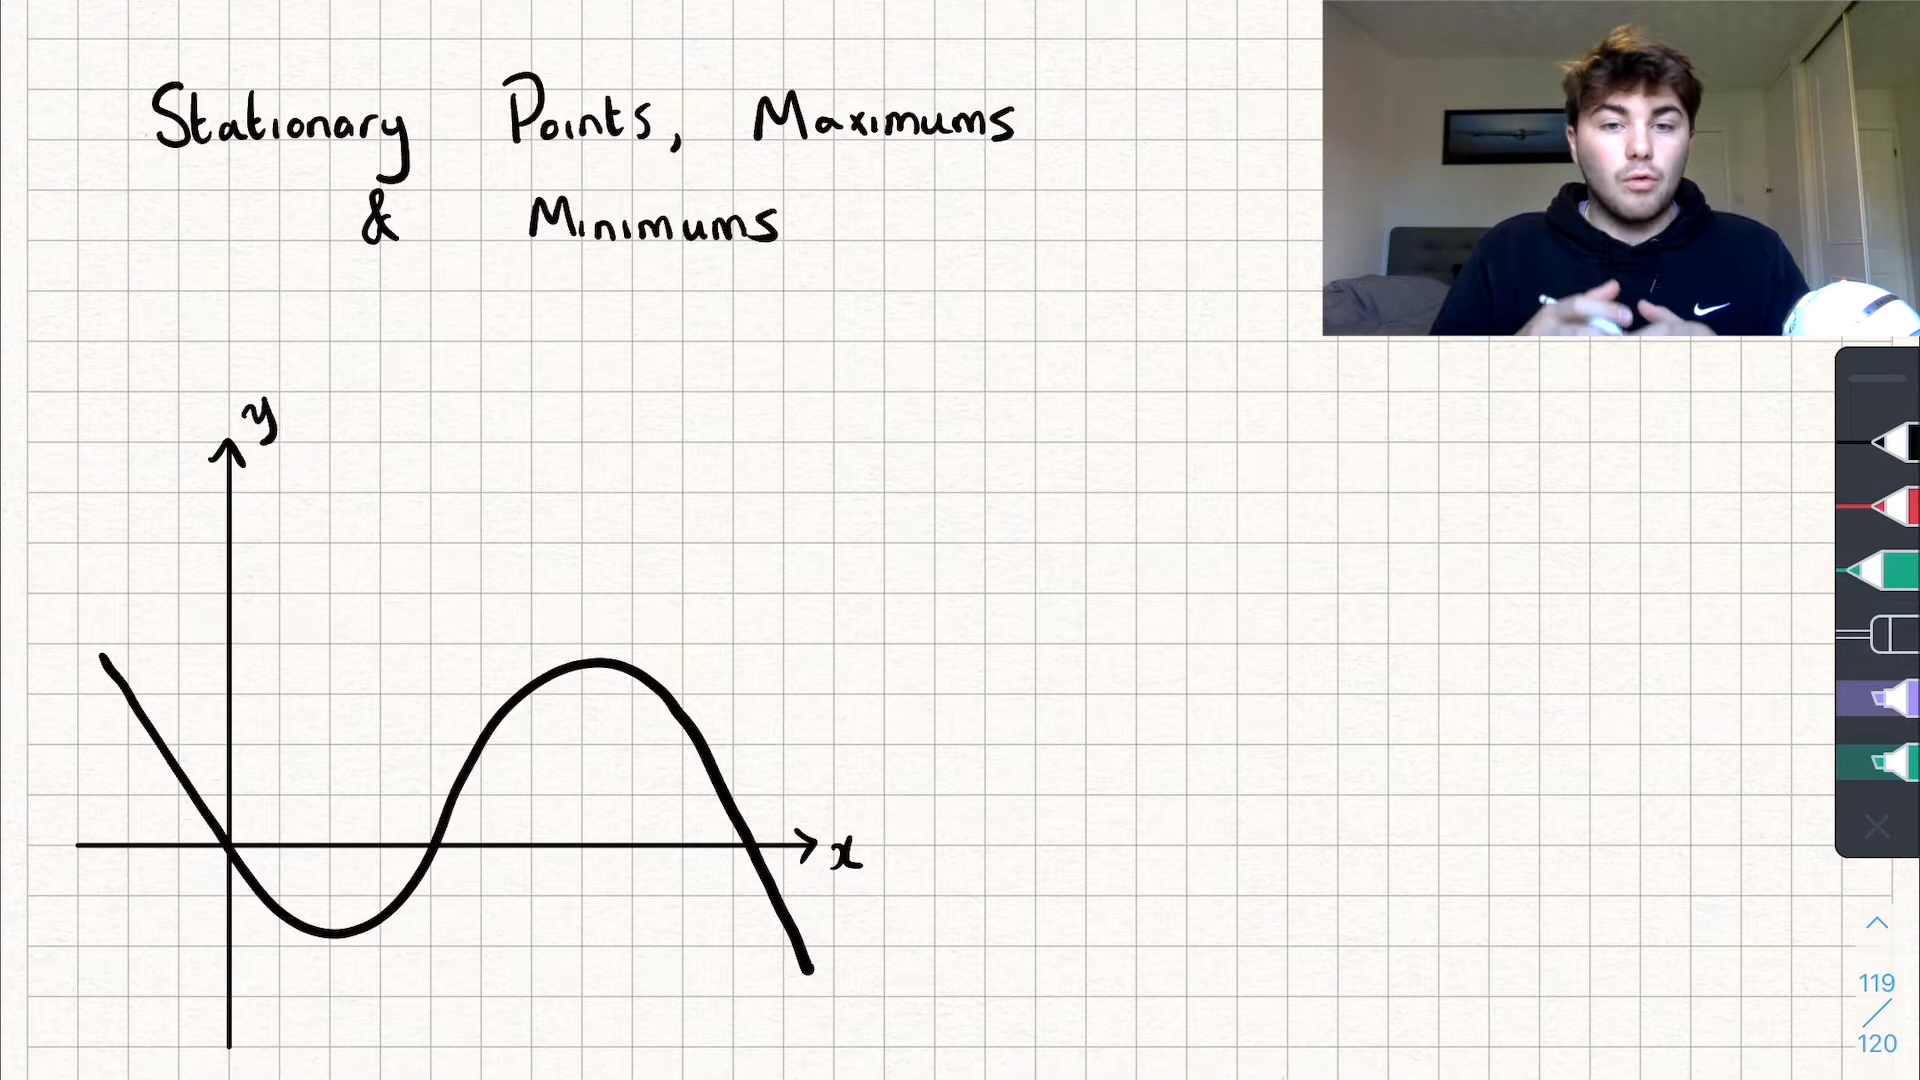 Stationary Points, Maximums
& Minimums
y
x
119
120